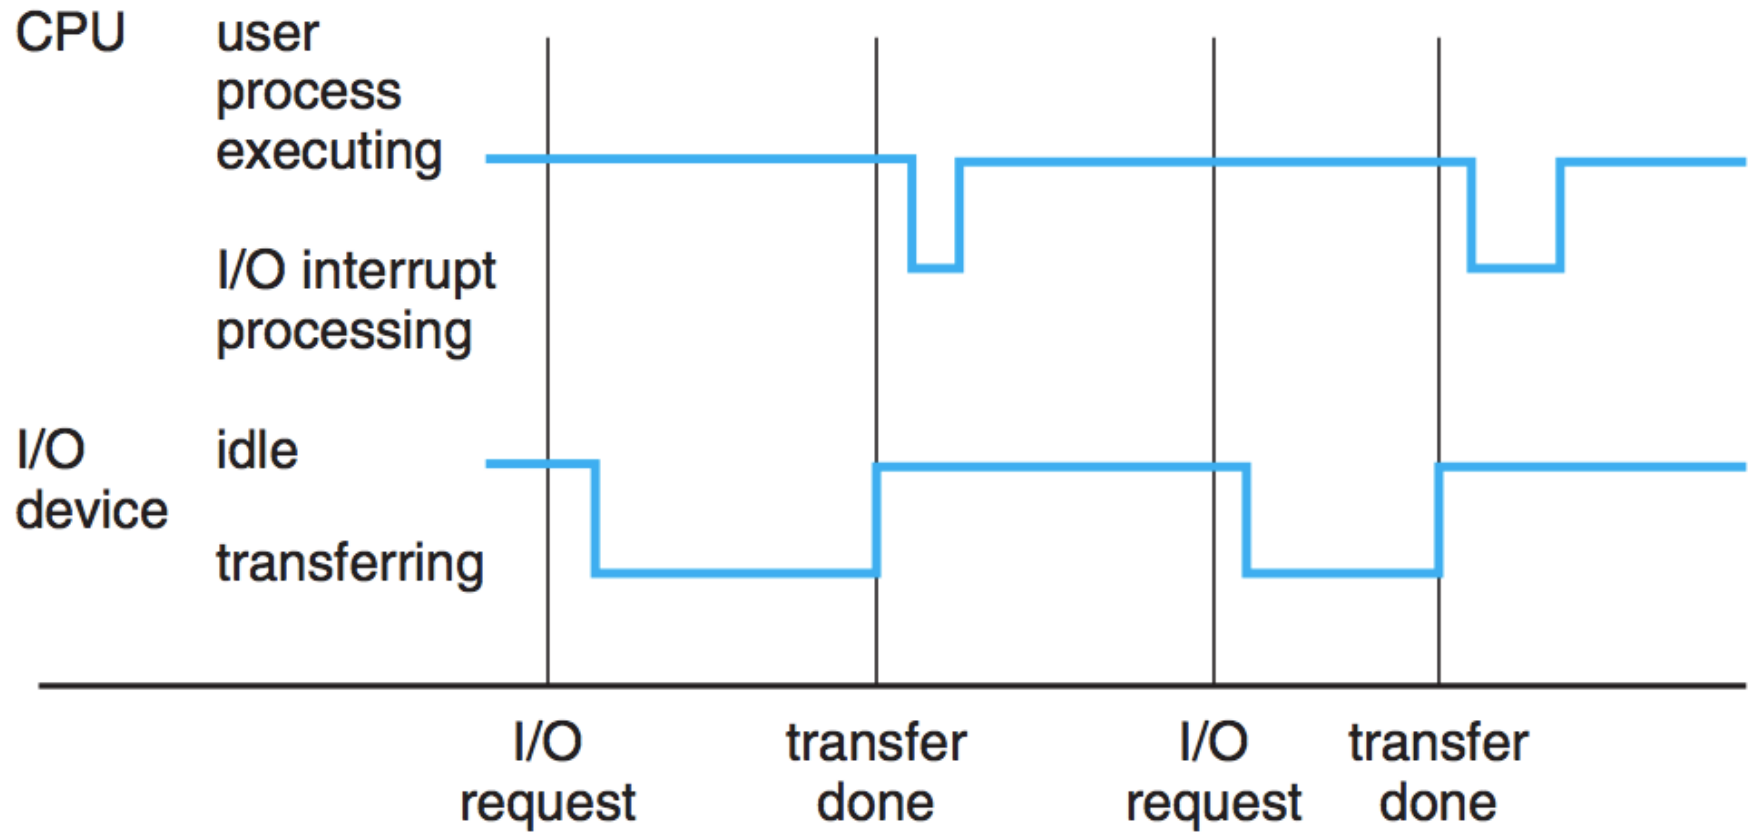 CPU
user
process
executing
I/O interrupt
processing
I/O
device
idle
transferring
I/O
request
transfer
done
I/O
request
transfer
done